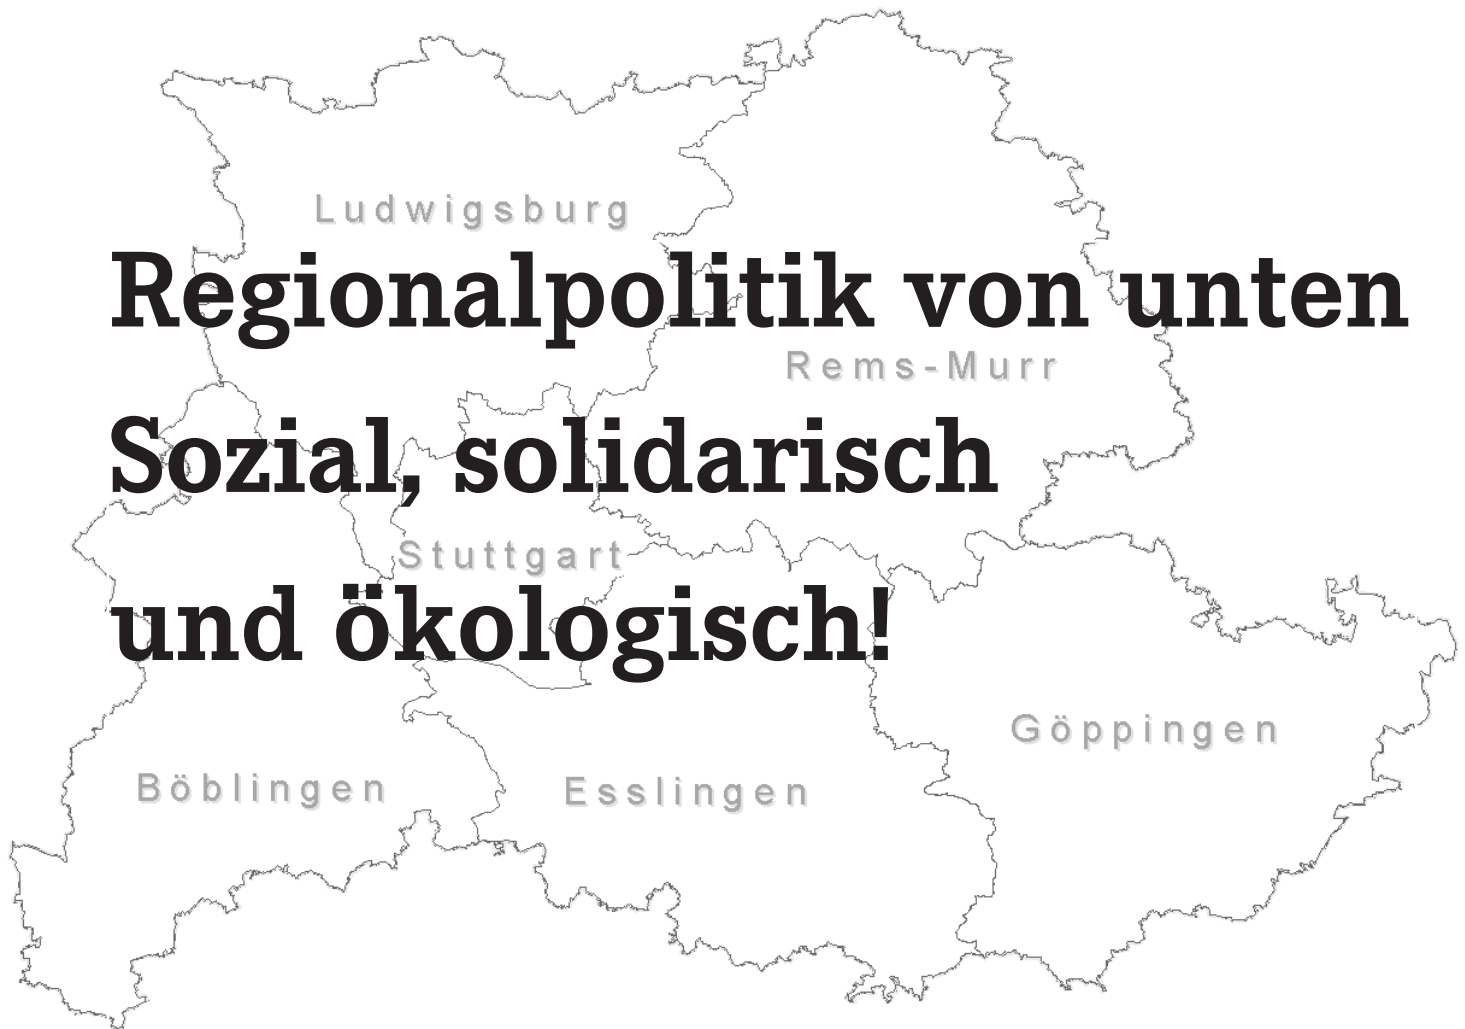 Ludwigsburg
Regionalpolitik von unten
Rems-Murr
Sozial, solidarisch
Stuttgart
und ökologisch!
Göppingen
Böblingen
Esslingen